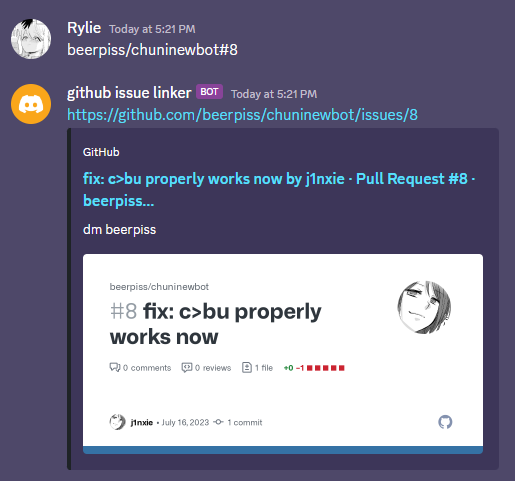 Rylie Today at 5:21 PM
beerpiss/chuninewbot#8
github issue linker BOT Today at 5:21 PM
https://github.com/beerpiss/chuninewbot/issues/8
GitHub
fix: c>bu properly works now by j1nxie · Pull Request #8 ·
beerpiss...
dm beerpiss
beerpiss/chuninewbot
#8 fix: c>bu properly
works now
0 comments 0 reviews 1 file +0 −1
j1nxie • July 16, 2023 1 commit